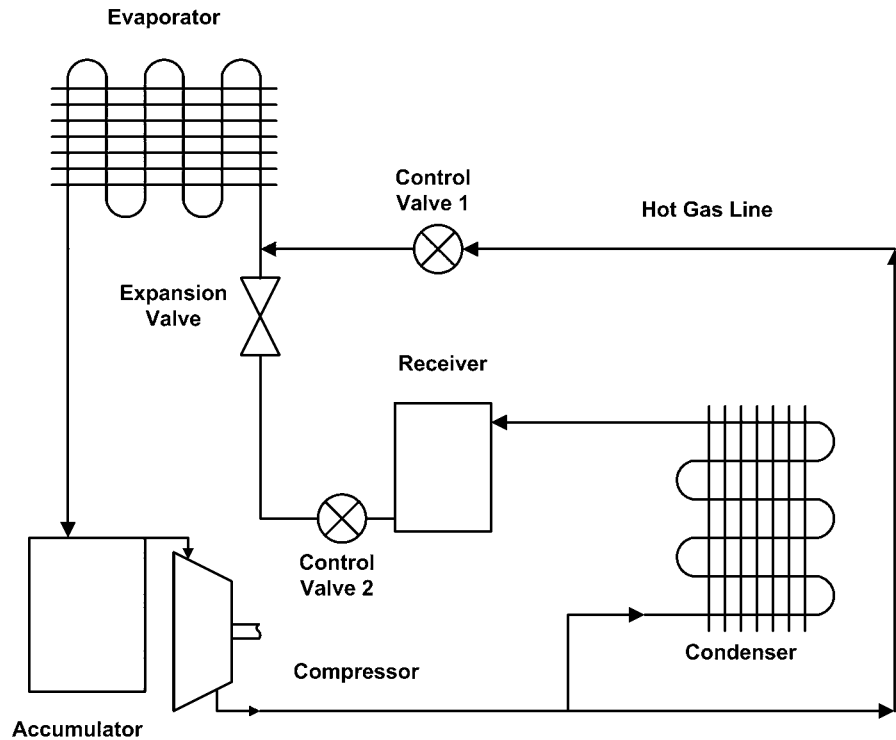 Evaporator
Control
Valve 1
Hot Gas Line
Expansion
Valve
Receiver
Control
Valve 2
Condenser
Compressor
Accumulator